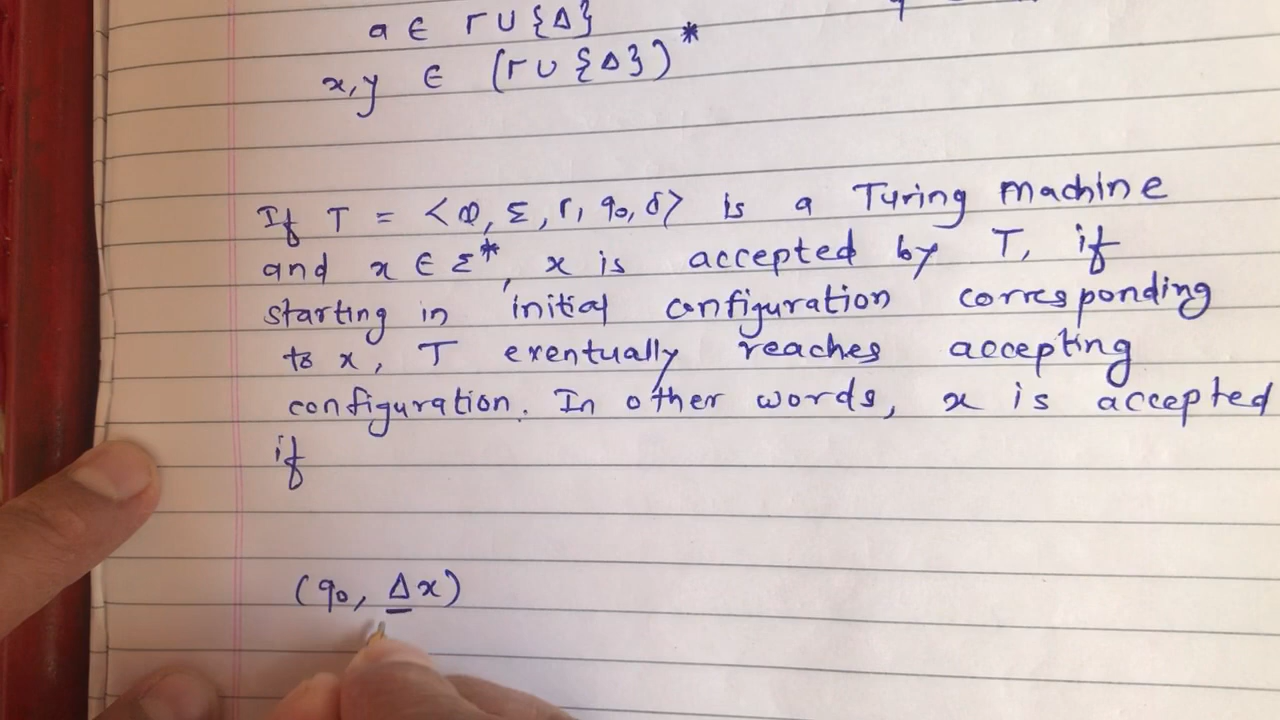 a ∈ Γ ∪ {Δ}
x,y ∈ (Γ ∪ {Δ})*
If T = <Q, Σ, Γ, q0, δ> is a Turing machine
and x ∈ Σ*, x is accepted by T, if
starting in initial configuration corresponding
to x, T eventually reaches accepting
configuration. In other words, x is accepted
if
(q0, Δx)